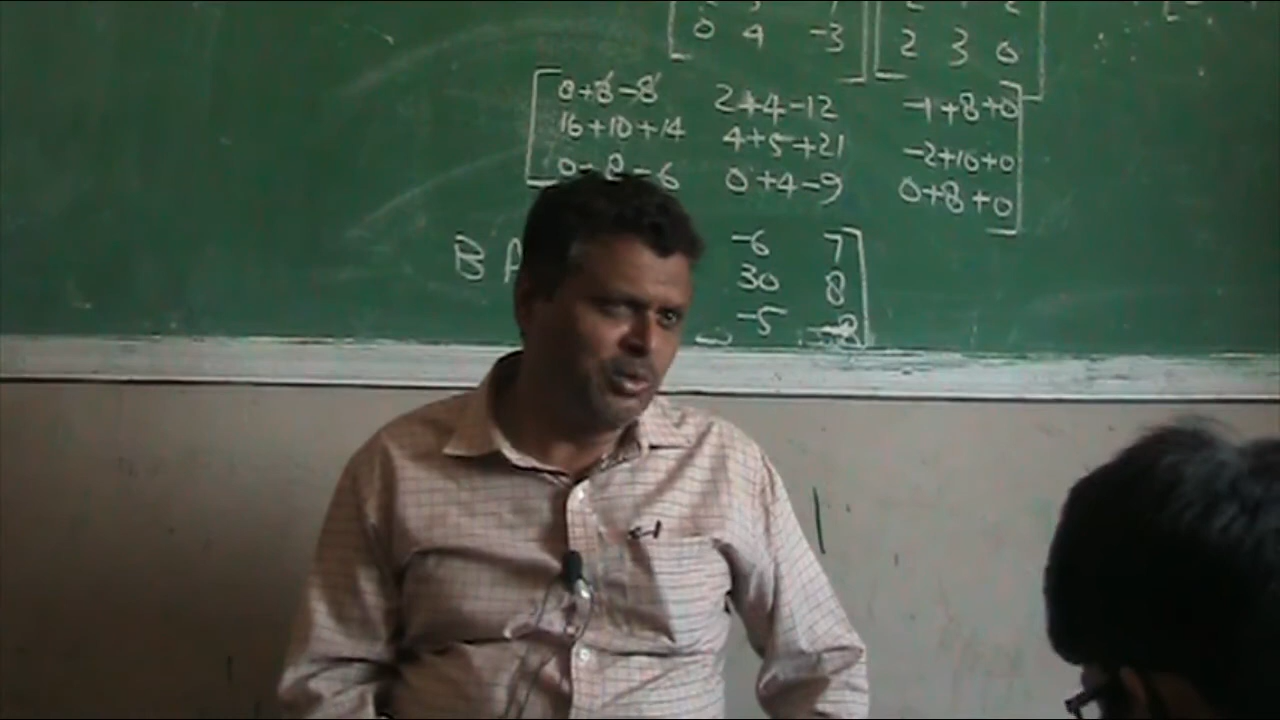 0 4 -3 2 3 0
0+8-8 2+4-12 -1+8+0
16+10+14 4+5+21 -2+10+0
0-8-6 0+4-9 0+8+0
B A -6 7
30 8
-5